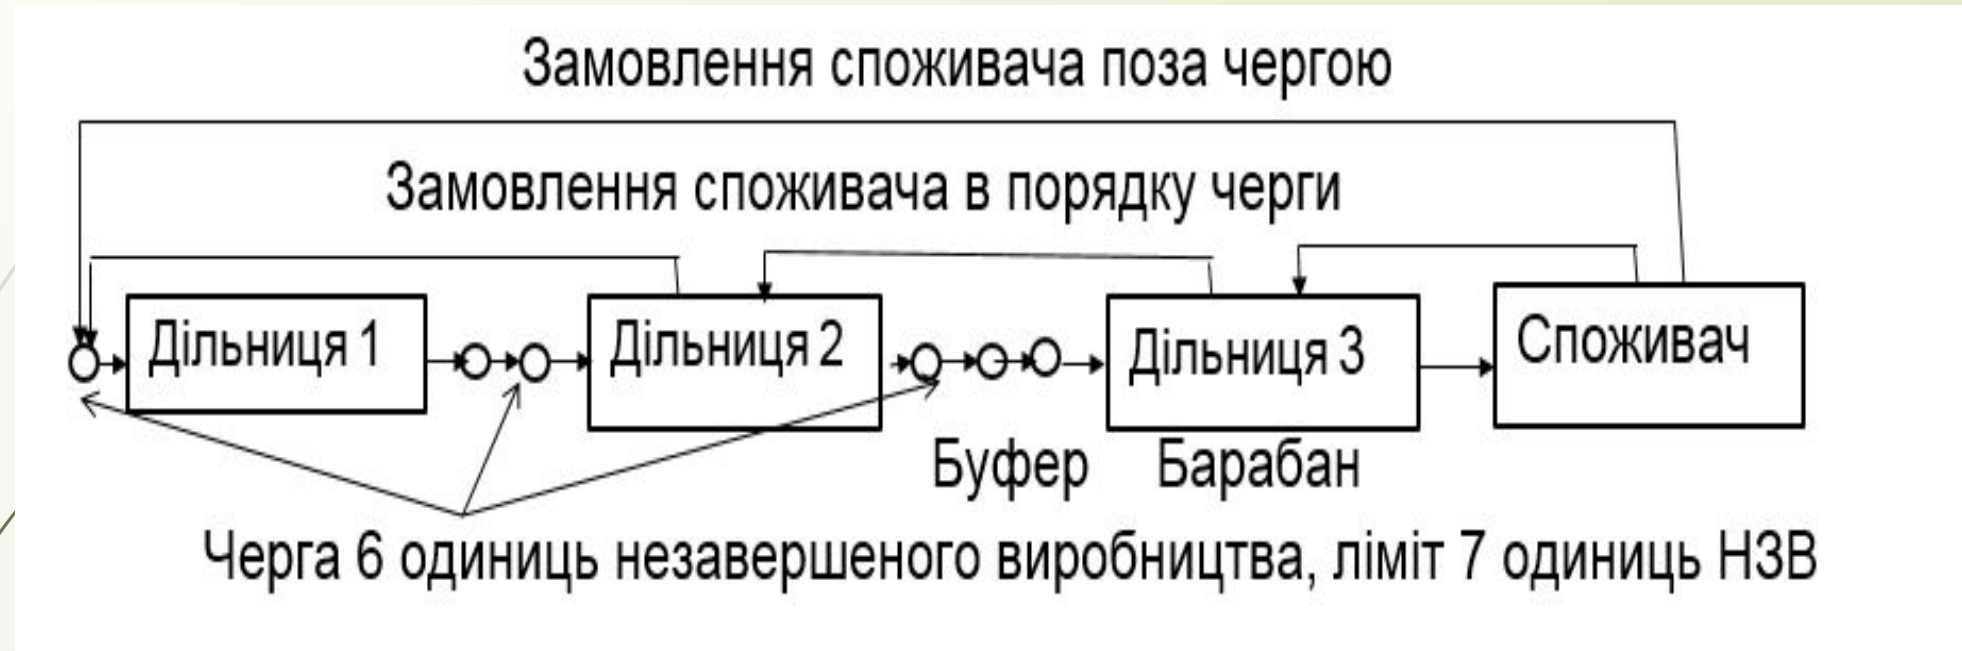 Замовлення споживача поза чергою
Замовлення споживача в порядку черги
Дільниця 1
Дільниця 2
Дільниця 3
Споживач
Буфер
Барабан
Черга 6 одиниць незавершеного виробництва, ліміт 7 одиниць НЗВ